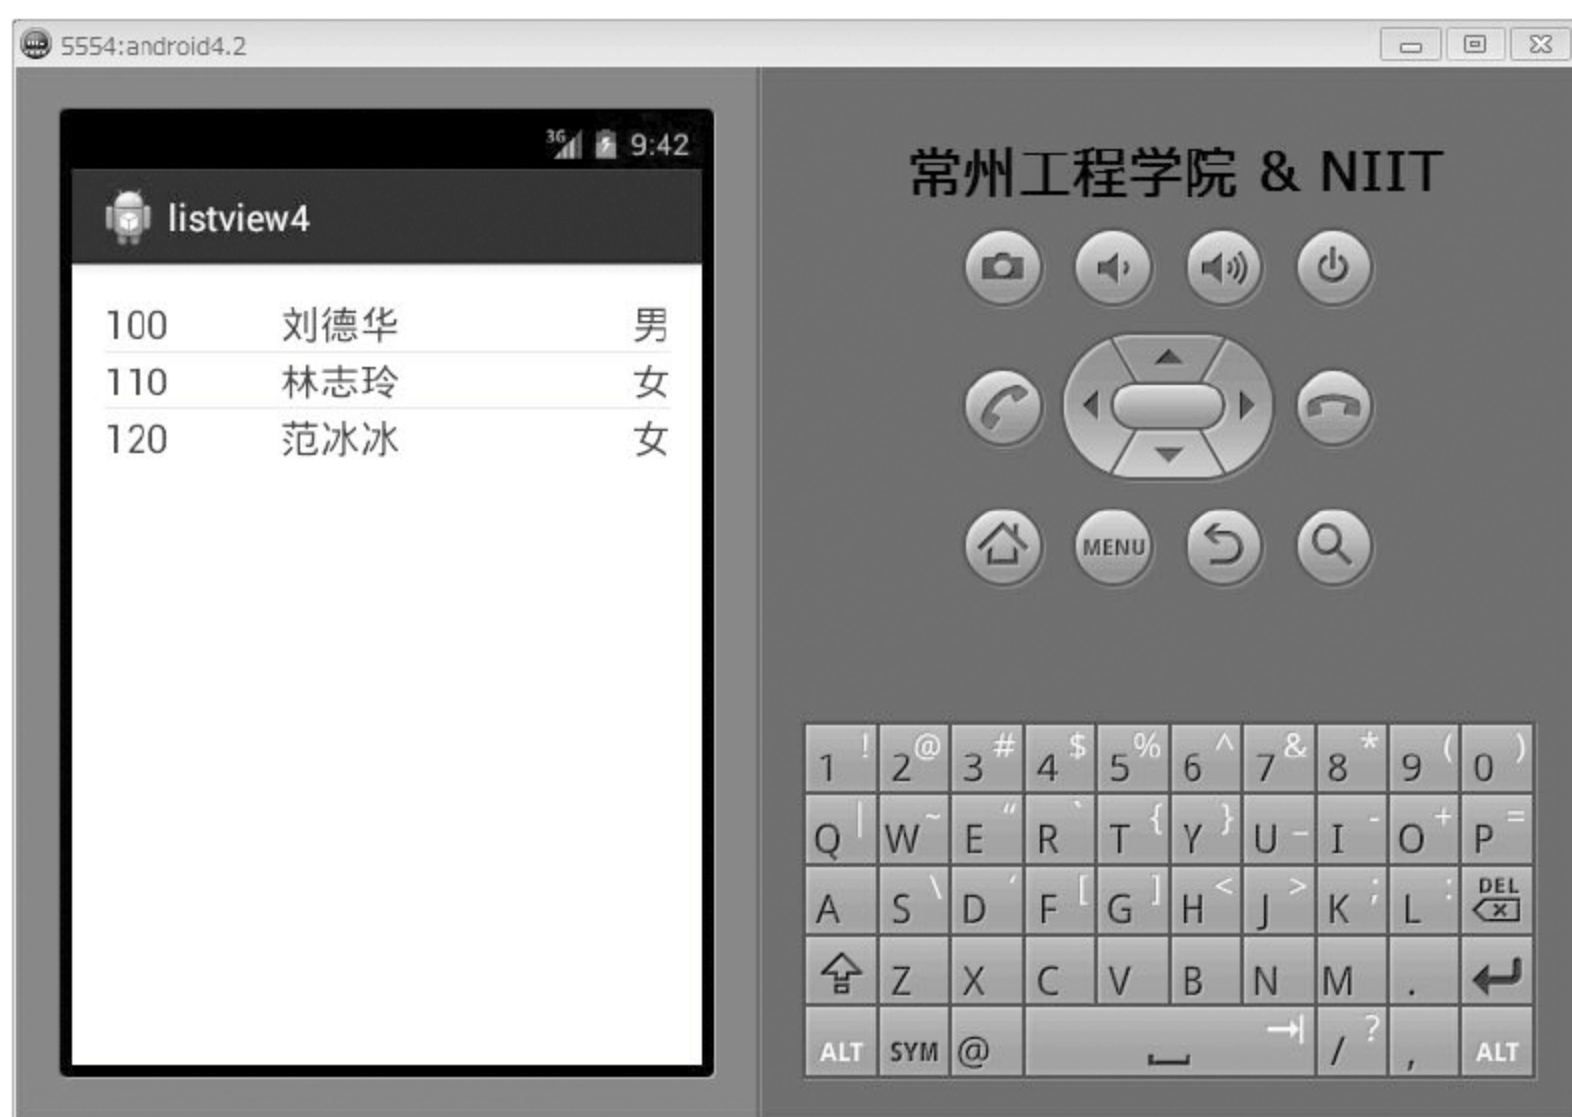 5554:android4.2
3G 9:42
listview4
100 刘德华 男
110 林志玲 女
120 范冰冰 女
常州工程学院 & NIIT
MENU
1 ! 2 @ 3 # 4 $ 5 % 6 ^ 7 & 8 * 9 ( 0 )
Q | W ~ E " R ` T { Y } U _ I - O + P =
A S \ D ' F [ G ] H < J > K ; L : DEL
Z X C V B N M .
ALT SYM @ / ? , ALT